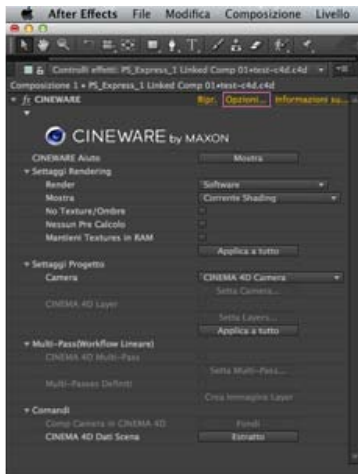 After Effects File Modifica Composizione Livello
Controlli effetti: PS_Express_1 Linked Comp 01•test-c4d.c4d
Composizione 1 • PS_Express_1 Linked Comp 01•test-c4d.c4d
fx CINEWARE Ripr. Opzioni... Informazioni su...
CINEWARE BY MAXON
CINEWARE Aiuto Mostra
Settaggi Rendering
Render Software
Mostra Corrente Shading
No Texture/Ombre
Nessun Pre Calcolo
Mantieni Textures in RAM
Applica a tutto
Settaggi Progetto
Camera CINEMA 4D Camera
Setta Camera...
CINEMA 4D Layer
Setta Layers...
Applica a tutto
Multi-Pass(Workflow Lineare)
CINEMA 4D Multi-Pass
Setta Multi-Pass...
Multi-Passes Definiti
Crea Immagini Layer
Comandi
Comp Camera in CINEMA 4D Fondi
CINEMA 4D Dati Scena Estratto